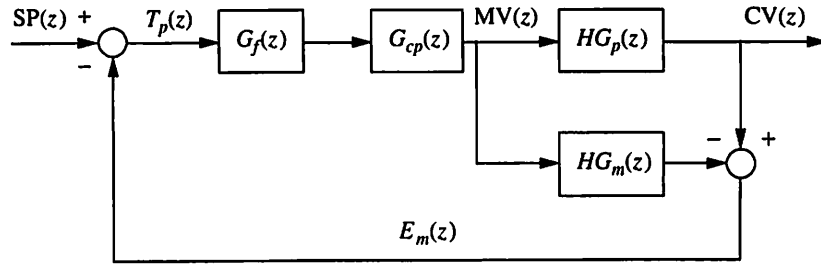 SP(z) +
T_p(z)
G_f(z)
G_cp(z)
MV(z)
HG_p(z)
CV(z)
−
HG_m(z)
− +
E_m(z)